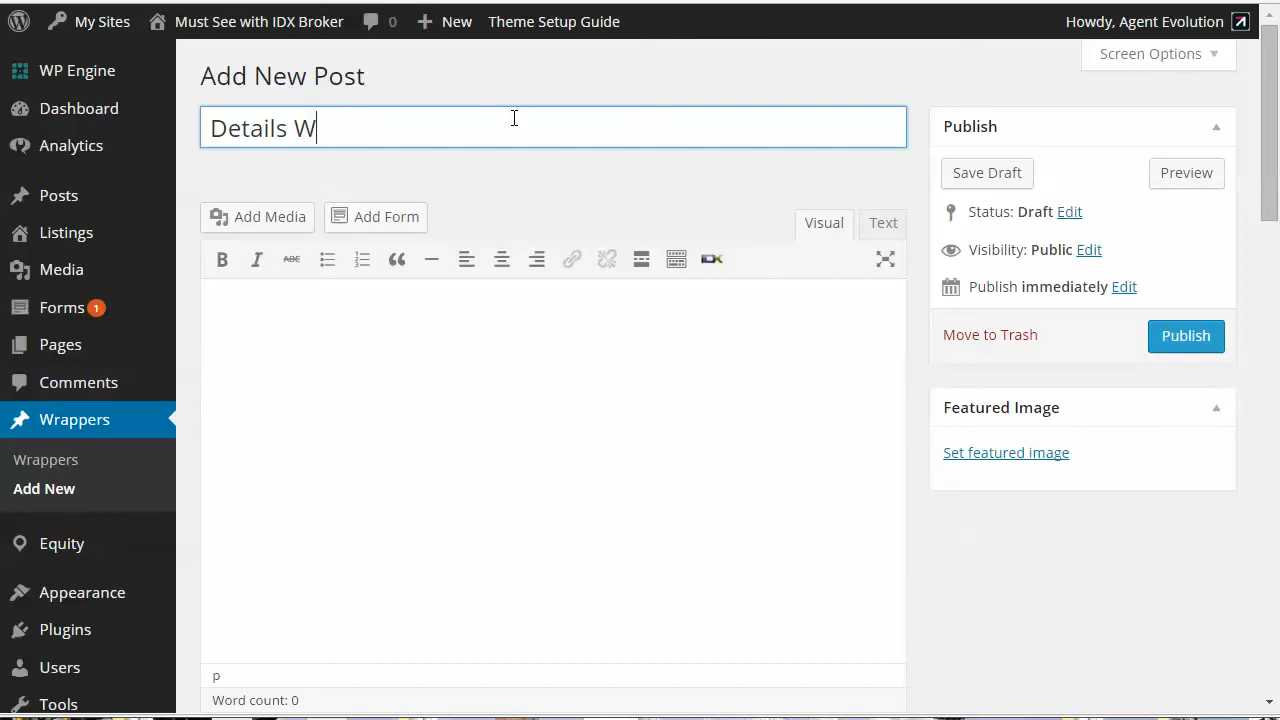 My Sites Must See with IDX Broker 0 New Theme Setup Guide Howdy, Agent Evolution
WP Engine
Dashboard
Analytics
Posts
Listings
Media
Forms 1
Pages
Comments
Wrappers
Wrappers
Add New
Equity
Appearance
Plugins
Users
Tools
Screen Options
Add New Post
Details W
Add Media Add Form
Visual Text
B I ABC IDX
p
Word count: 0
Publish
Save Draft Preview
Status: Draft Edit
Visibility: Public Edit
Publish immediately Edit
Move to Trash Publish
Featured Image
Set featured image